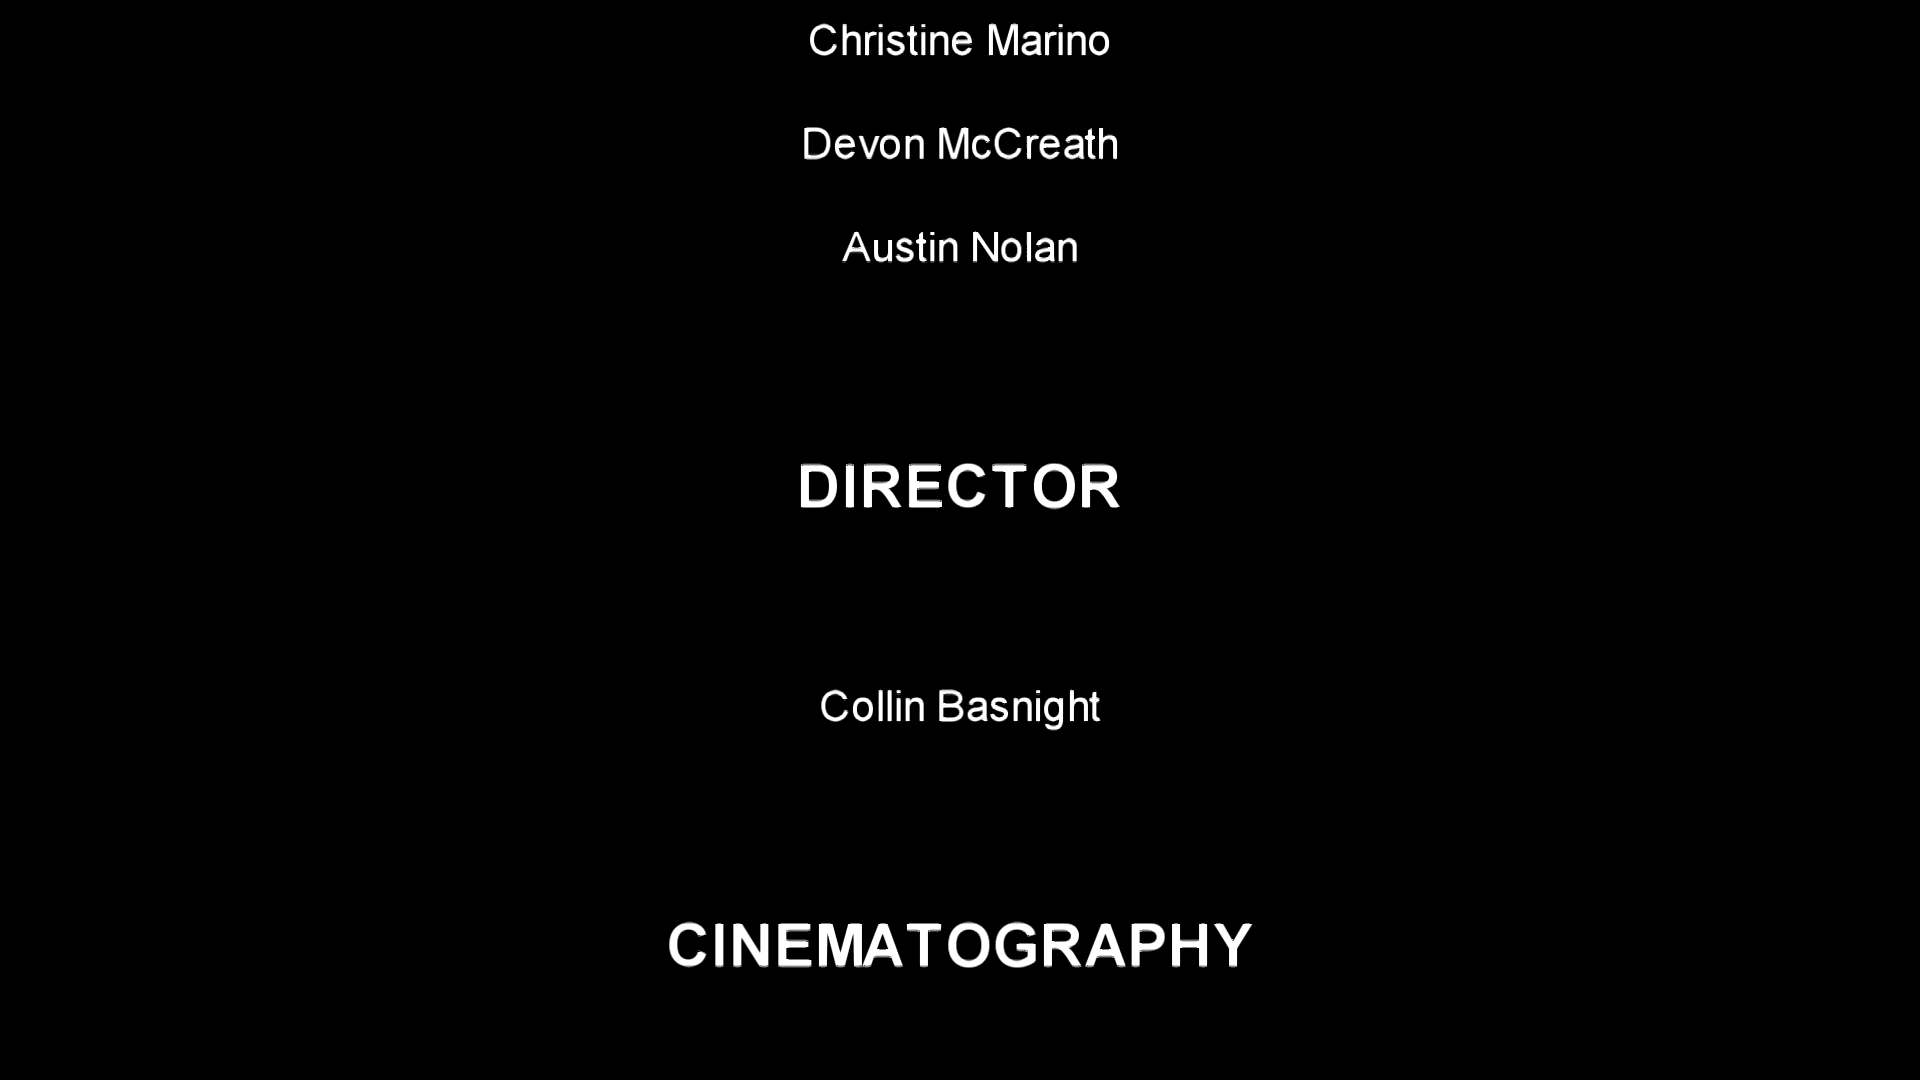 Christine Marino
Devon McCreath
Austin Nolan
DIRECTOR
Collin Basnight
CINEMATOGRAPHY